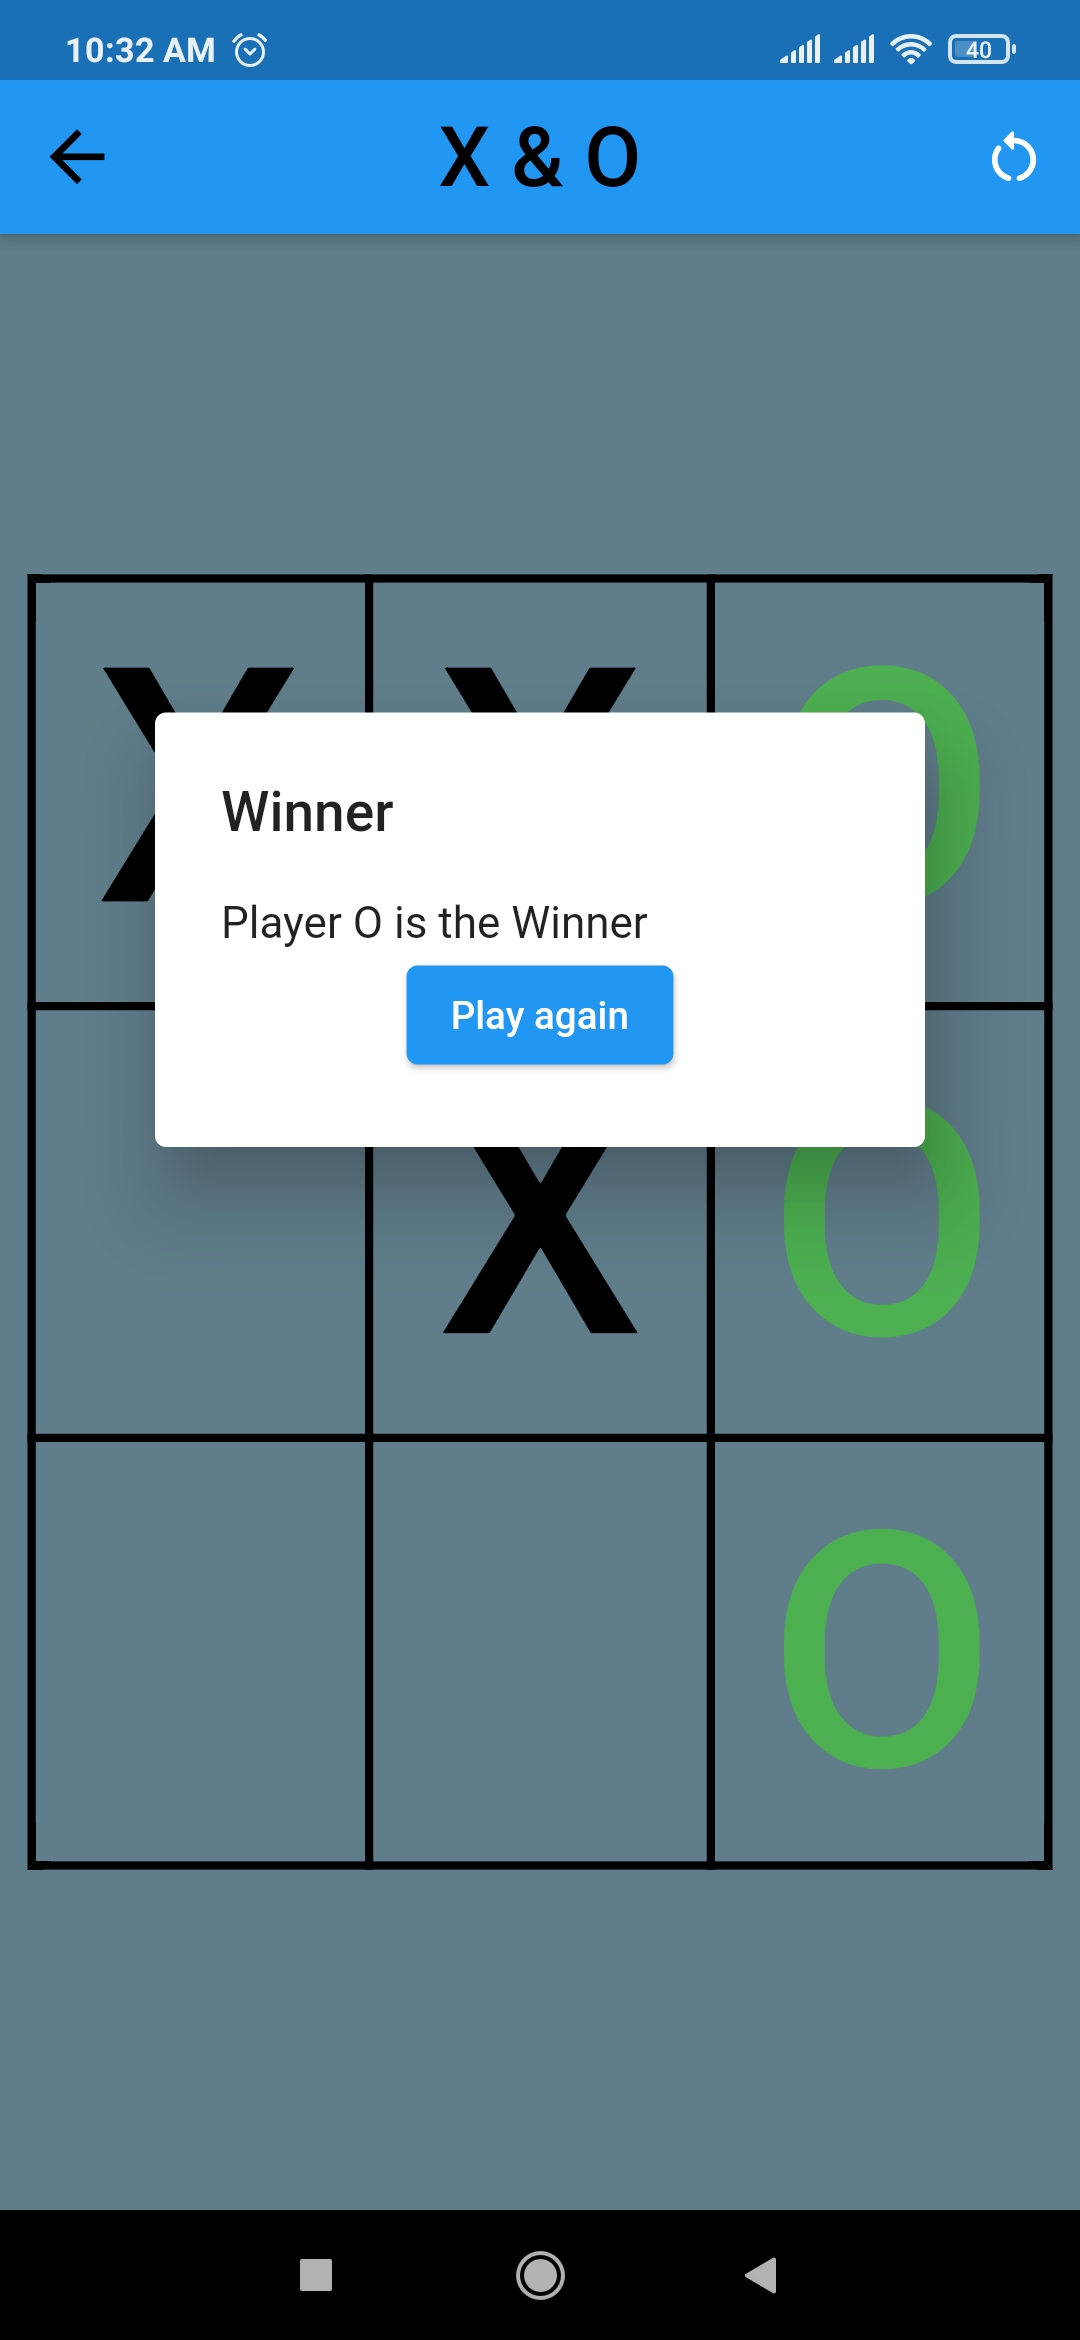 10:32 AM 40
X & O
X X O
Winner
Player O is the Winner
Play again
X O
O